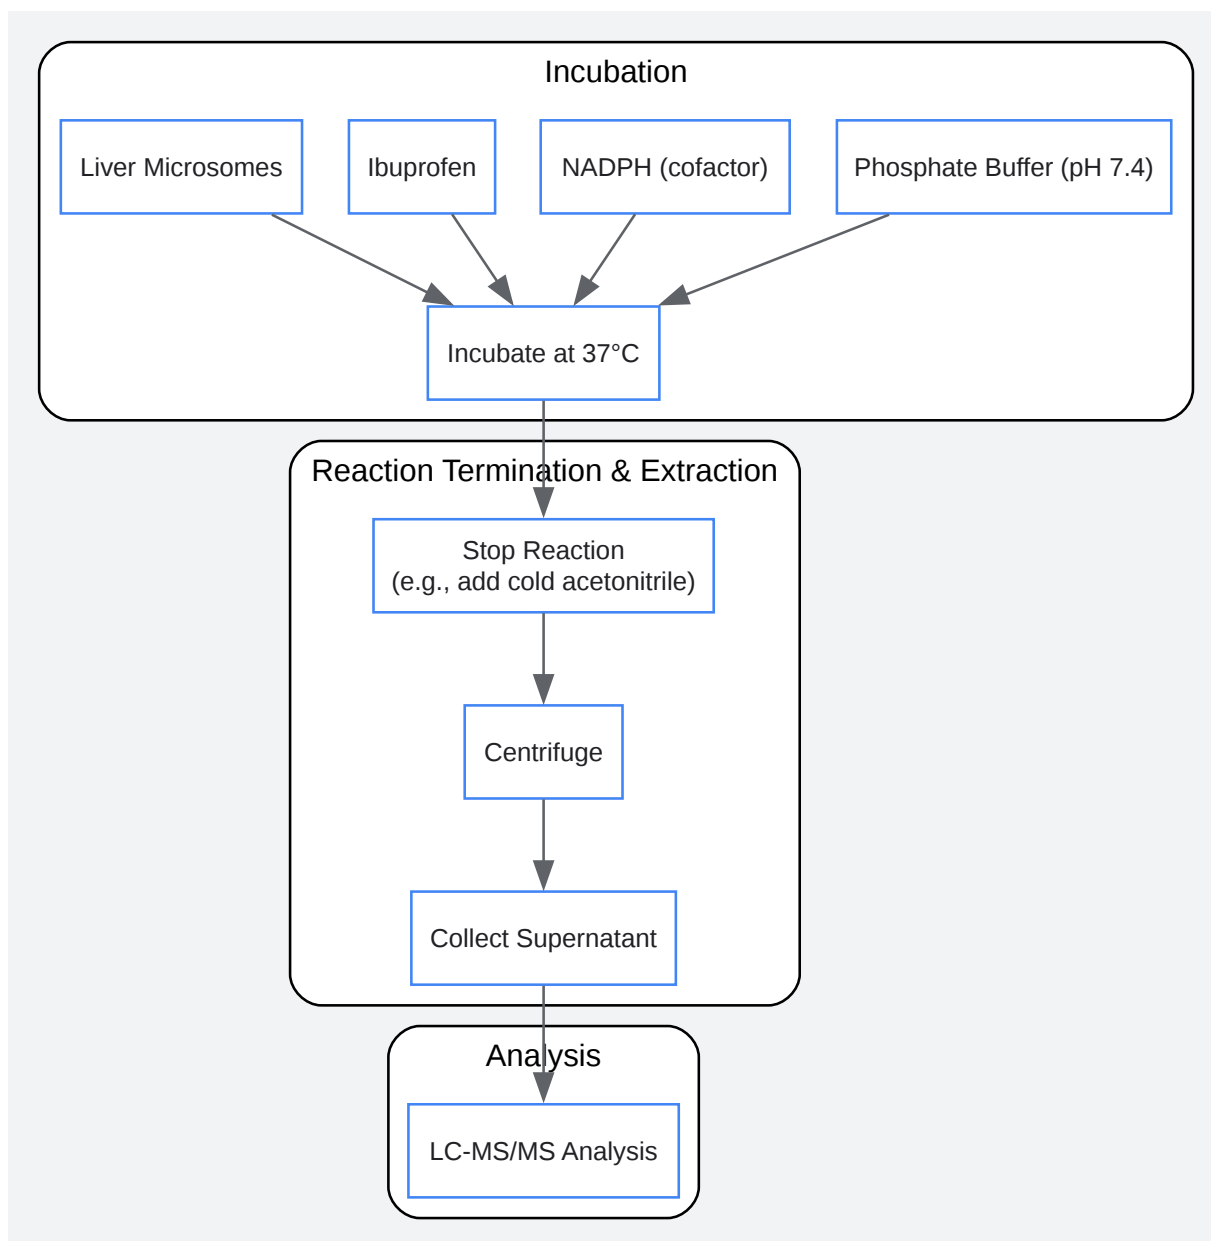 Incubation
Liver Microsomes
Ibuprofen
NADPH (cofactor)
Phosphate Buffer (pH 7.4)
Incubate at 37°C
Reaction Termination & Extraction
Stop Reaction
(e.g., add cold acetonitrile)
Centrifuge
Collect Supernatant
Analysis
LC-MS/MS Analysis